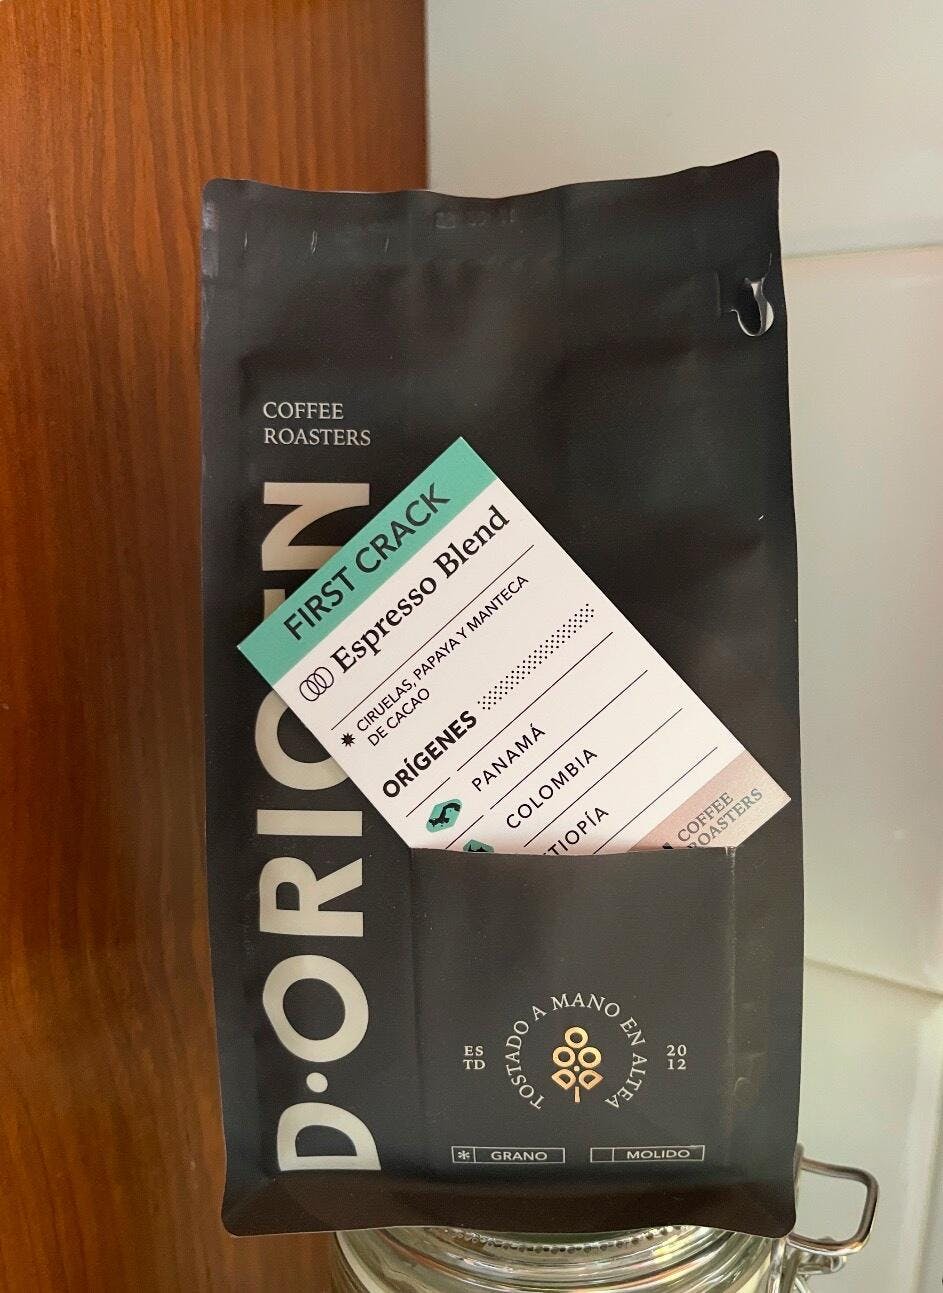 COFFEE
ROASTERS
FIRST CRACK
Espresso Blend
CIRUELAS, PAPAYA Y MANTECA
DE CACAO
ORÍGENES
PANAMÁ
COLOMBIA
TIOPÍA
COFFEE
ROASTERS
TOSTADO A MANO EN ALTEA
ES
TD
20
12
GRANO
MOLIDO